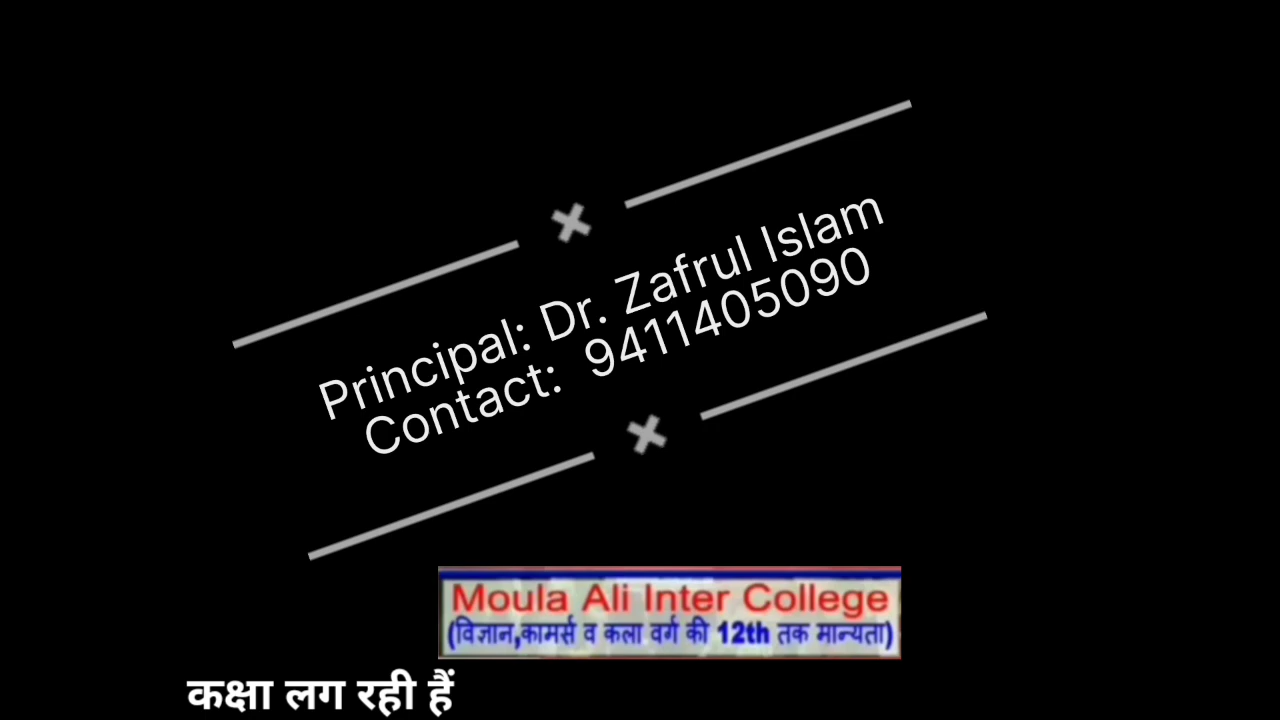 Principal: Dr. Zafrul Islam
Contact: 9411405090
Moula Ali Inter College
(विज्ञान,कामर्स व कला वर्ग की 12th तक मान्यता)
कक्षा लग रही हैं